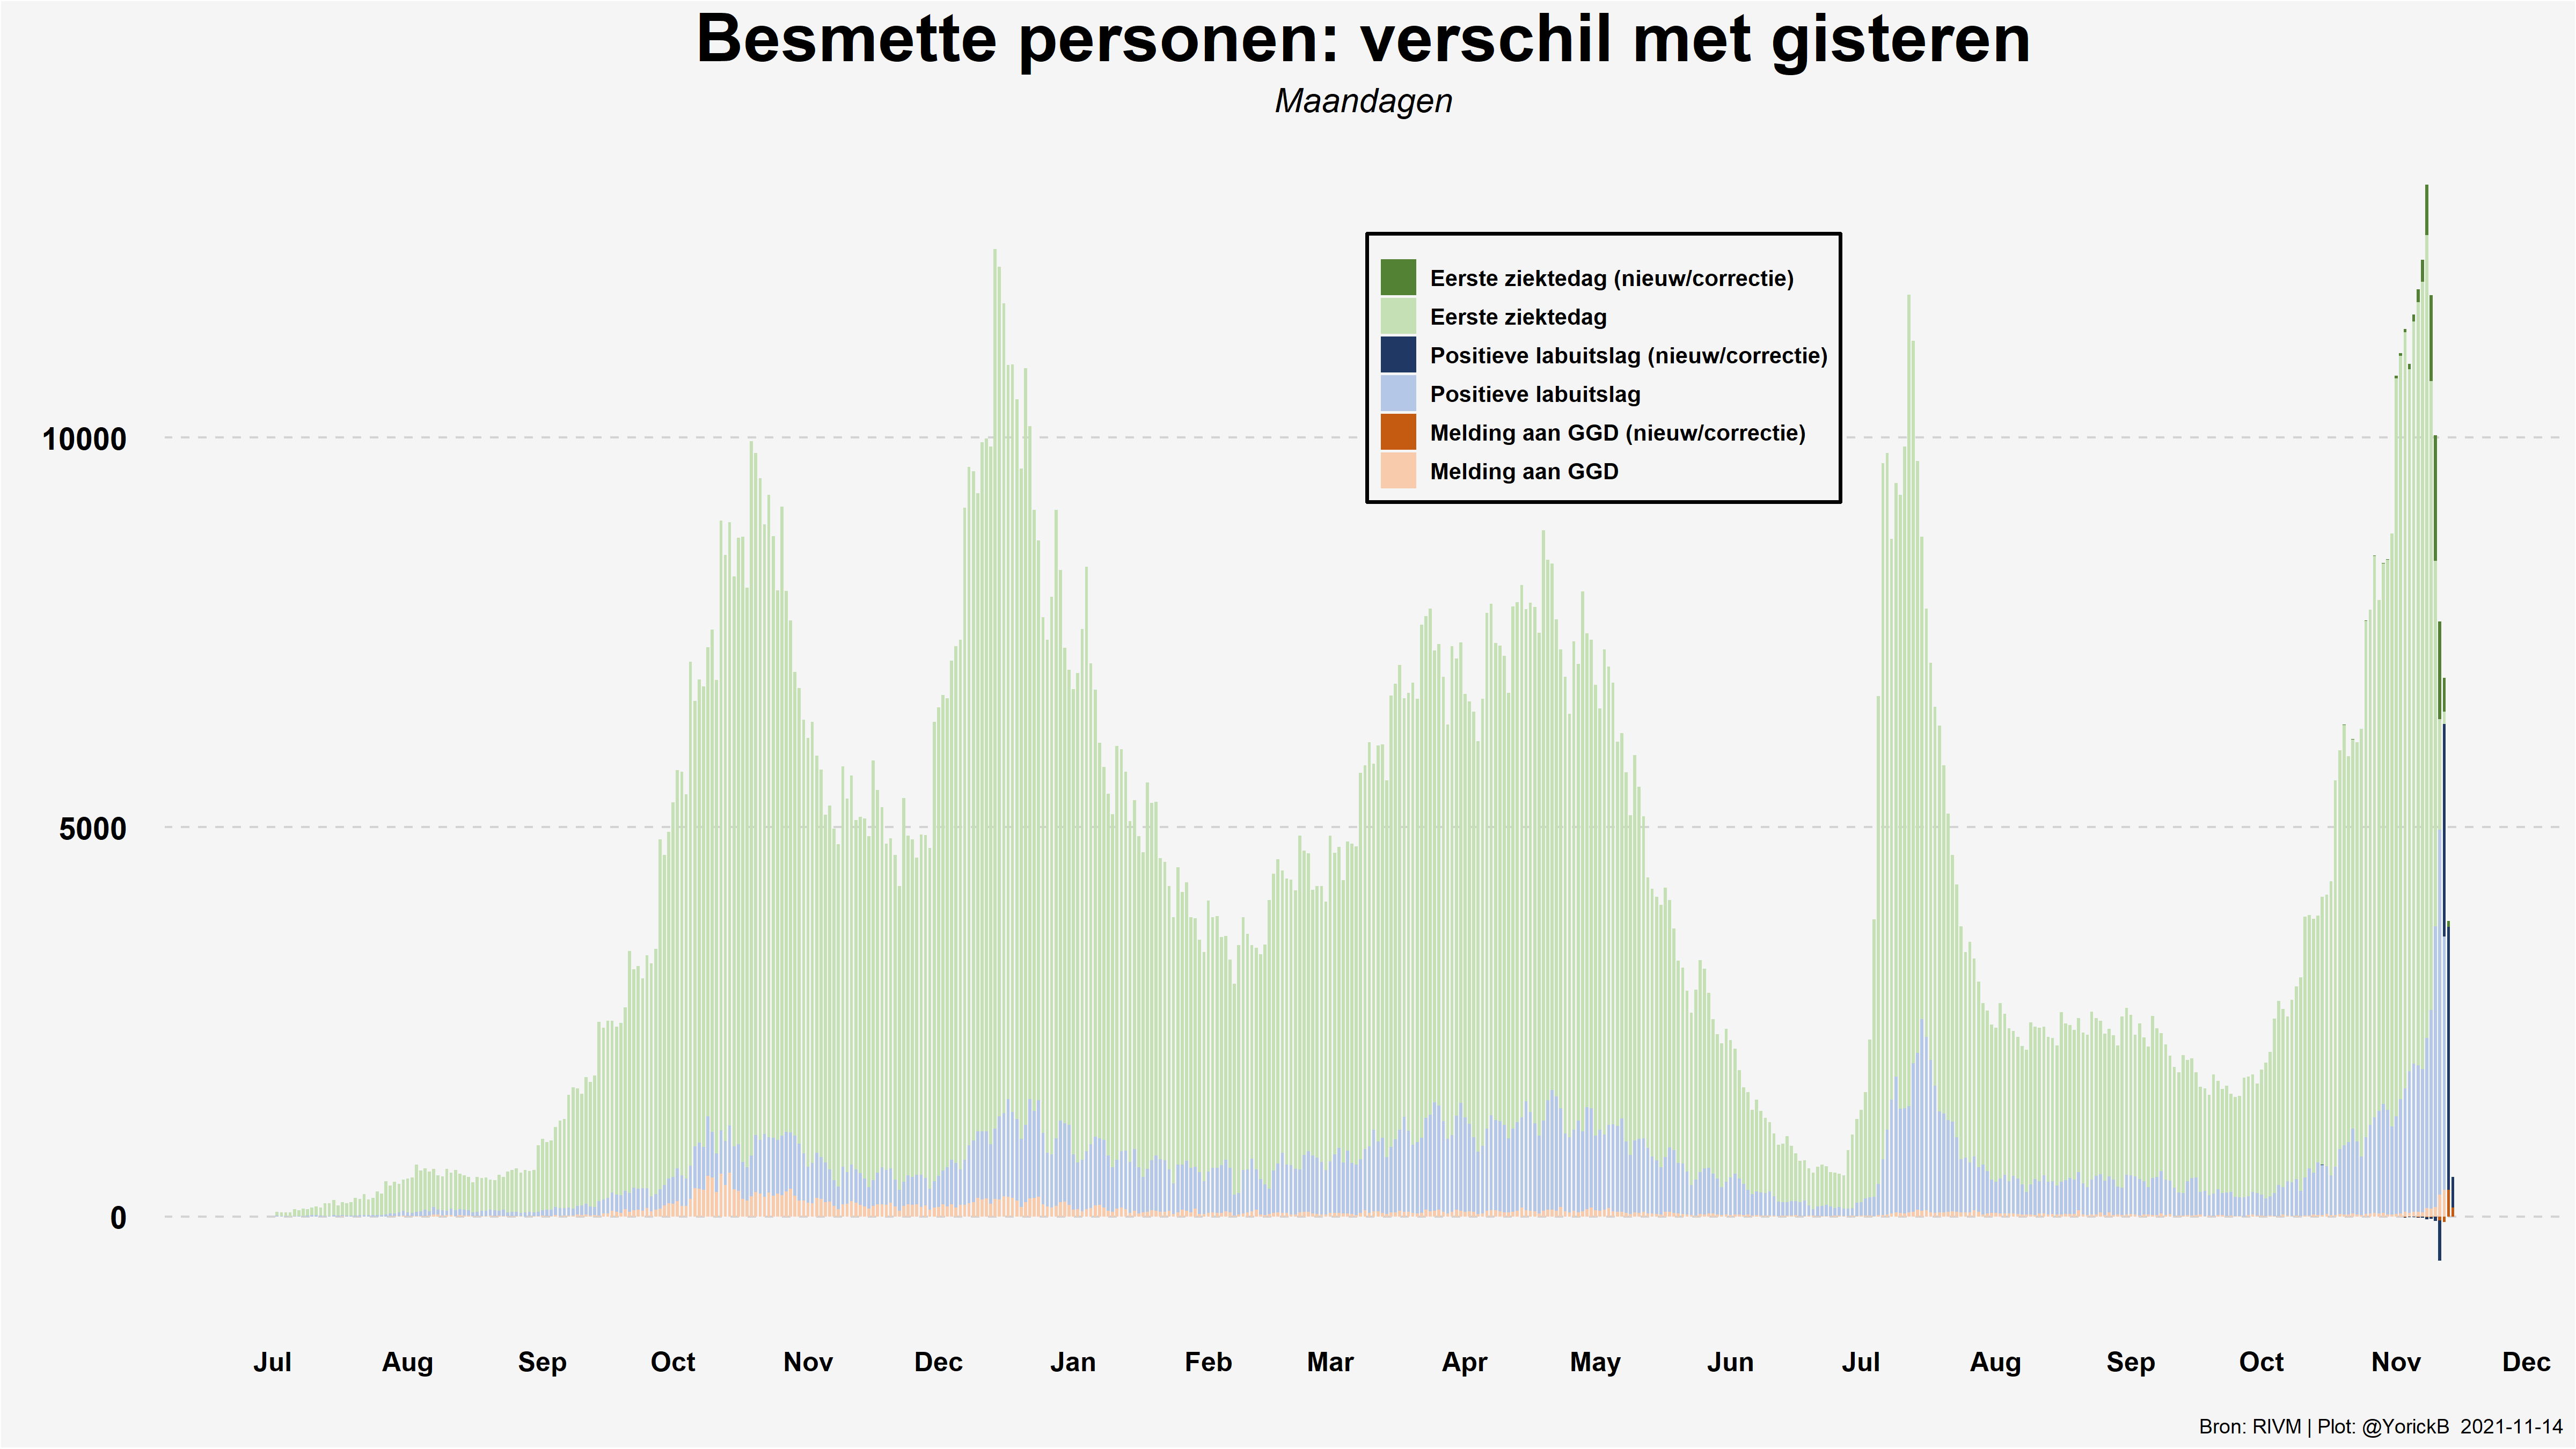 Besmette personen: verschil met gisteren
Maandagen
Eerste ziektedag (nieuw/correctie)
Eerste ziektedag
Positieve labuitslag (nieuw/correctie)
Positieve labuitslag
Melding aan GGD (nieuw/correctie)
Melding aan GGD
10000
5000
0
Jul Aug Sep Oct Nov Dec Jan Feb Mar Apr May Jun Jul Aug Sep Oct Nov Dec
Bron: RIVM | Plot: @YorickB 2021-11-14